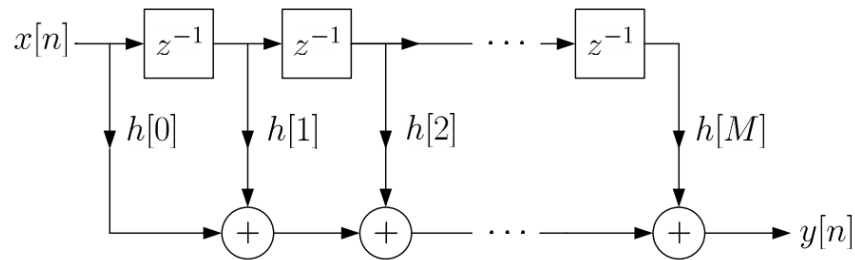 x[n] z⁻¹ z⁻¹ ··· z⁻¹
h[0] h[1] h[2] h[M]
+ + ··· + y[n]